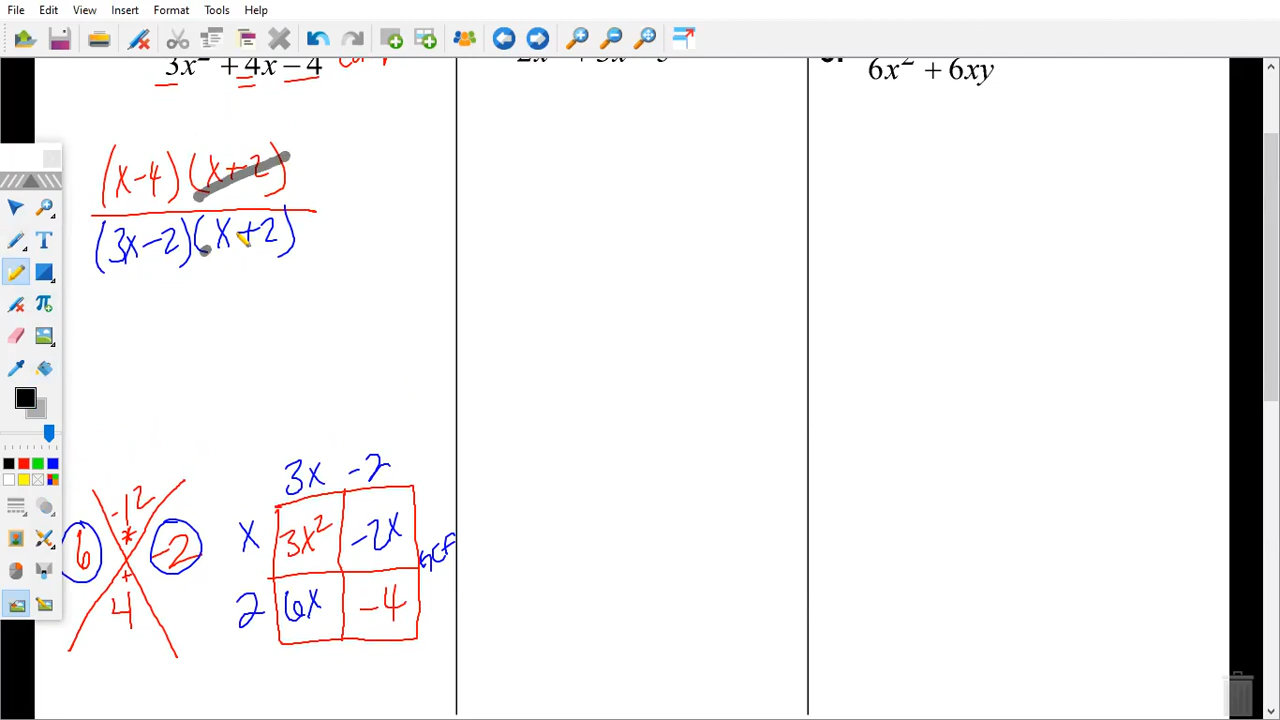 File Edit View Insert Format Tools Help
3x² + 4x − 4
6x² + 6xy
(x-4)(x+2)
(3x-2)(x+2)
3x -2
-12
*
6 -2
+
4
x 3x² -2x
GCF
2 6x -4